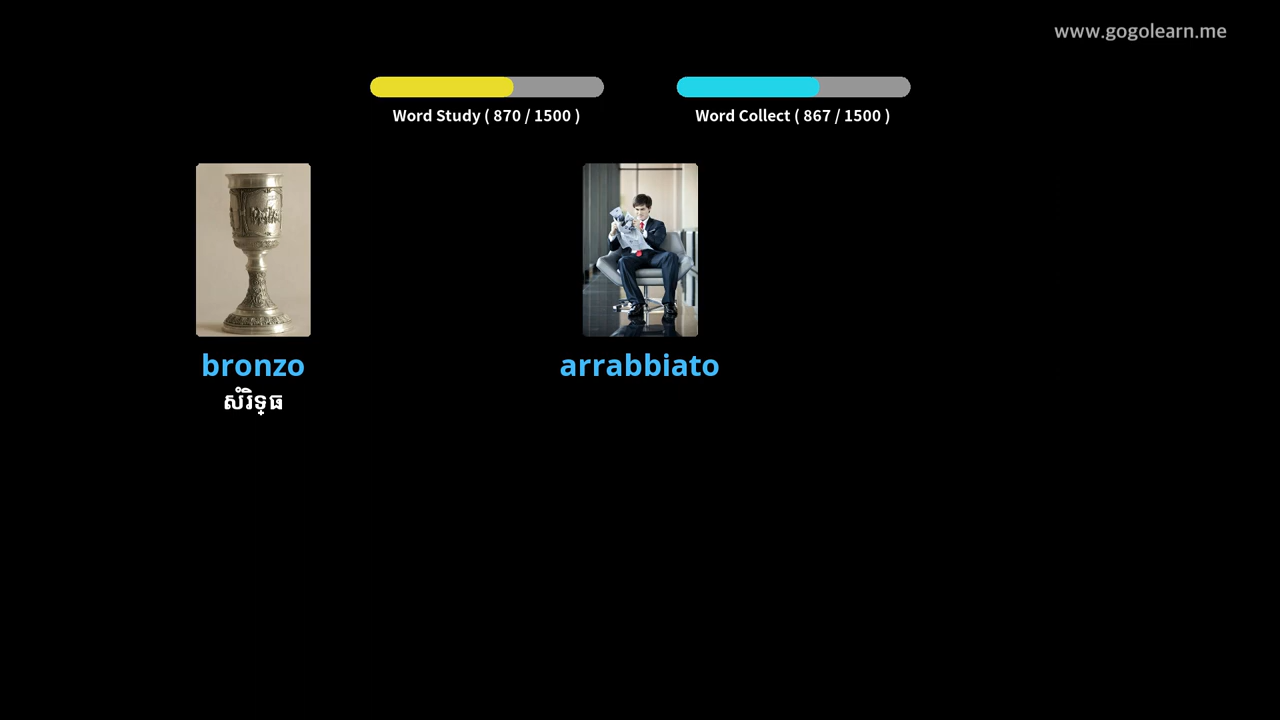 www.gogolearn.me
Word Study ( 870 / 1500 )
Word Collect ( 867 / 1500 )
bronzo
សំរិទ្ធ
arrabbiato